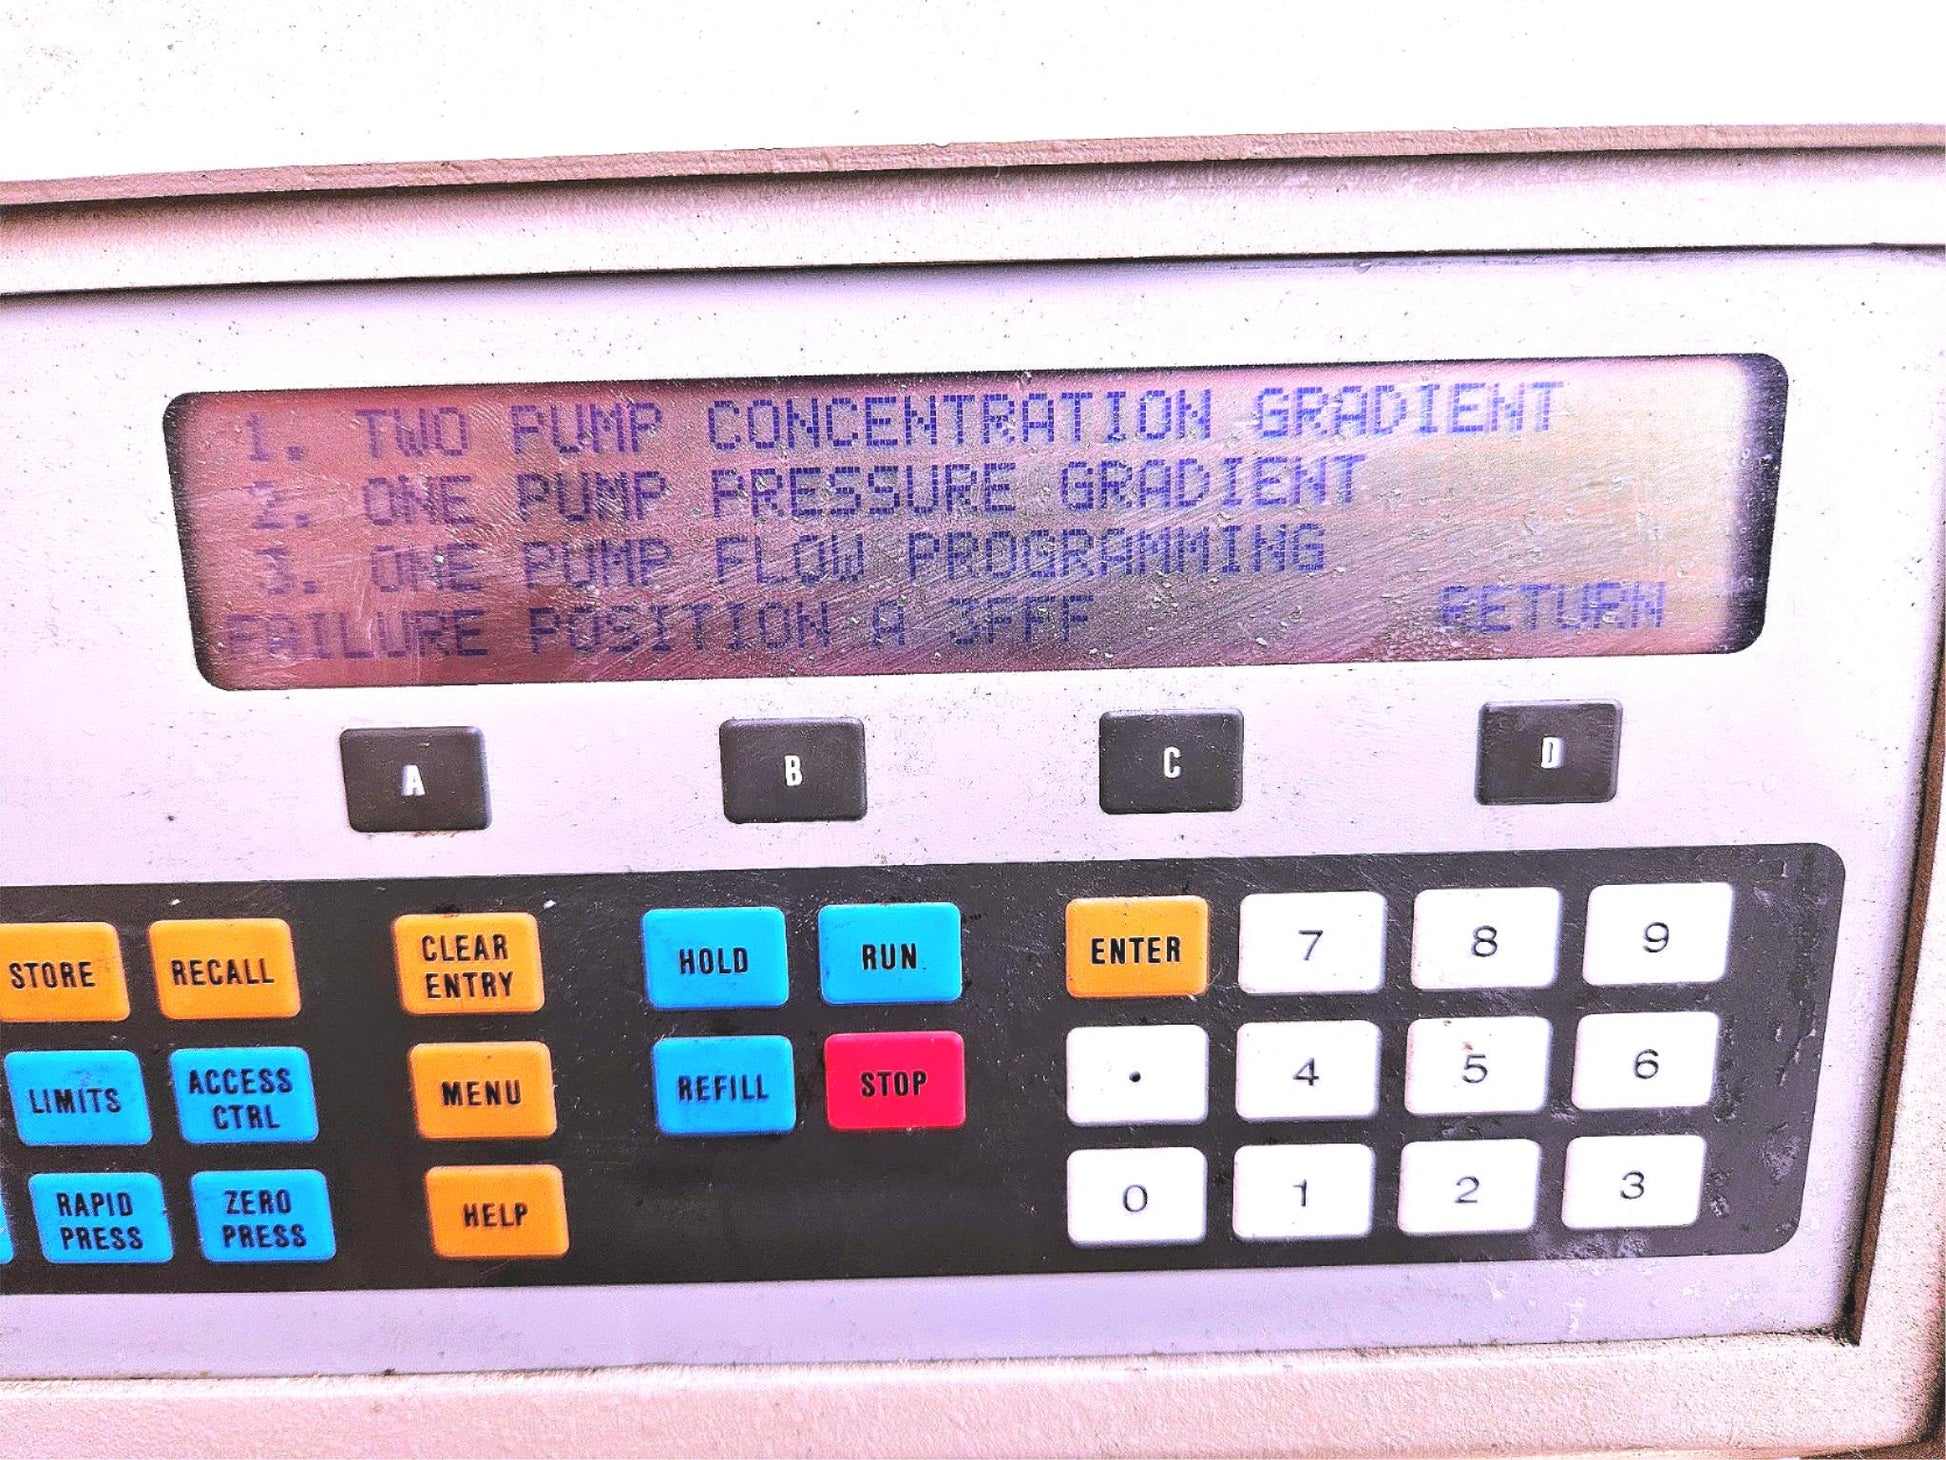 1. TWO PUMP CONCENTRATION GRADIENT
2. ONE PUMP PRESSURE GRADIENT
3. ONE PUMP FLOW PROGRAMMING
FAILURE POSITION A 3FFF RETURN
A B C D
STORE RECALL CLEAR ENTRY HOLD RUN ENTER 7 8 9
LIMITS ACCESS CTRL MENU REFILL STOP . 4 5 6
RAPID PRESS ZERO PRESS HELP 0 1 2 3